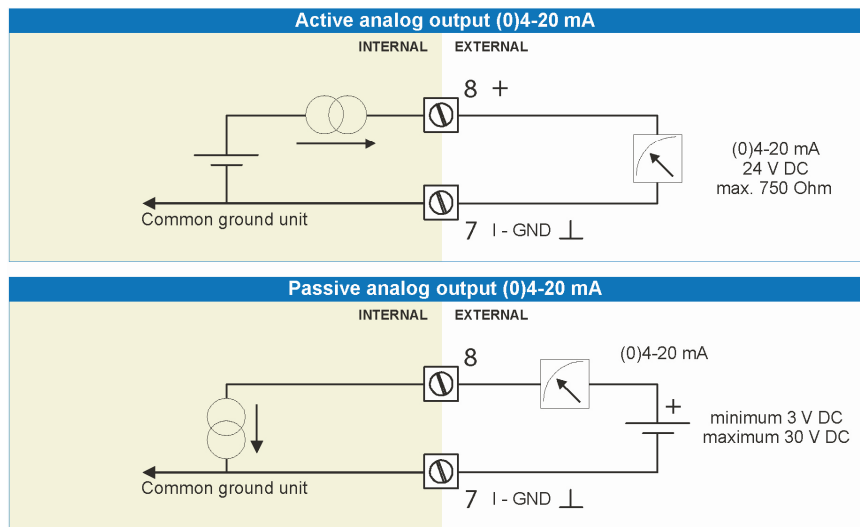 Active analog output (0)4-20 mA
INTERNAL EXTERNAL
8 +
(0)4-20 mA
24 V DC
max. 750 Ohm
Common ground unit
7 I - GND
Passive analog output (0)4-20 mA
INTERNAL EXTERNAL
8
(0)4-20 mA
+
minimum 3 V DC
maximum 30 V DC
Common ground unit
7 I - GND